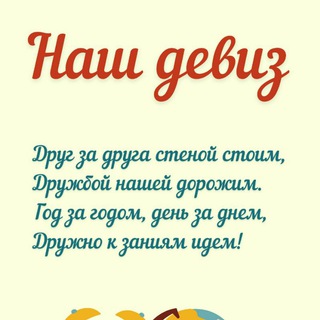 Наш девиз
Друг за друга стеной стоим,
Дружбой нашей дорожим.
Год за годом, день за днем,
Дружно к заниям идем!